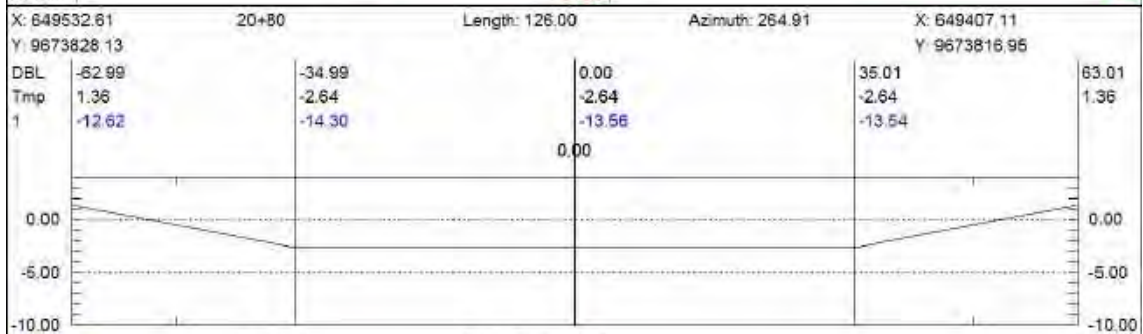 X: 649532.61 20+80 Length: 126.00 Azimuth: 264.91 X: 649407.11
Y: 9673828.13 Y: 9673816.95
DBL -62.99 -34.99 0.00 35.01 63.01
Tmp 1.36 -2.64 -2.64 -2.64 1.36
1 -12.62 -14.30 -13.56 -13.54
0.00
0.00 0.00
-5.00 -5.00
-10.00 -10.00